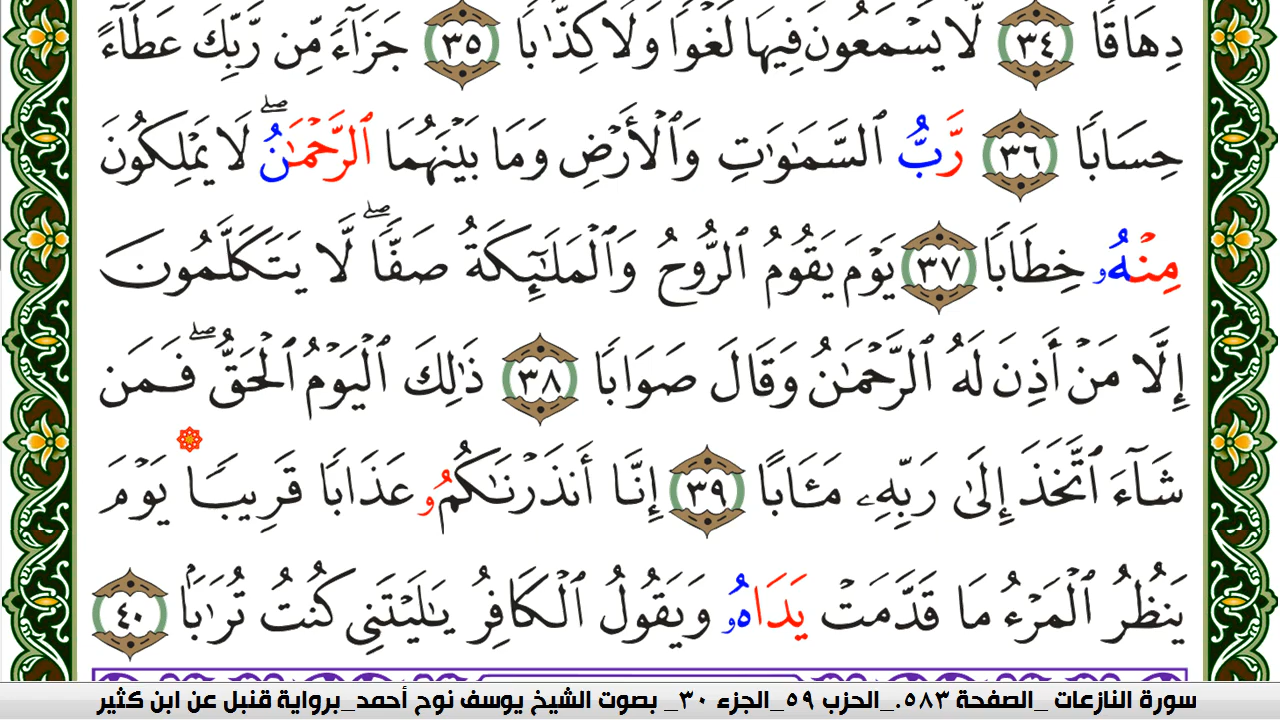 دِهَاقًا ٣٤ لَّا يَسْمَعُونَ فِيهَا لَغْوًا وَلَا كِذَّٰبًا ٣٥ جَزَآءً مِّن رَّبِّكَ عَطَآءً
حِسَابًا ٣٦ رَّبُّ ٱلسَّمَٰوَٰتِ وَٱلْأَرْضِ وَمَا بَيْنَهُمَا ٱلرَّحْمَٰنُۖ لَا يَمْلِكُونَ
مِنْهُۥ خِطَابًا ٣٧ يَوْمَ يَقُومُ ٱلرُّوحُ وَٱلْمَلَٰٓئِكَةُ صَفًّاۖ لَّا يَتَكَلَّمُونَ
إِلَّا مَنْ أَذِنَ لَهُ ٱلرَّحْمَٰنُ وَقَالَ صَوَابًا ٣٨ ذَٰلِكَ ٱلْيَوْمُ ٱلْحَقُّۖ فَمَن
شَآءَ ٱتَّخَذَ إِلَىٰ رَبِّهِۦ مَـَٔابًا ٣٩ إِنَّا أَنذَرْنَٰكُمُۥ عَذَابًا قَرِيبًا يَوْمَ
يَنظُرُ ٱلْمَرْءُ مَا قَدَّمَتْ يَدَاهُۥ وَيَقُولُ ٱلْكَافِرُ يَٰلَيْتَنِي كُنتُ تُرَٰبَۢا ٤٠
سورة النازعات _الصفحة ٥٨٣._الحزب ٥٩_الجزء ٣٠_ بصوت الشيخ يوسف نوح أحمد_برواية قنبل عن ابن كثير